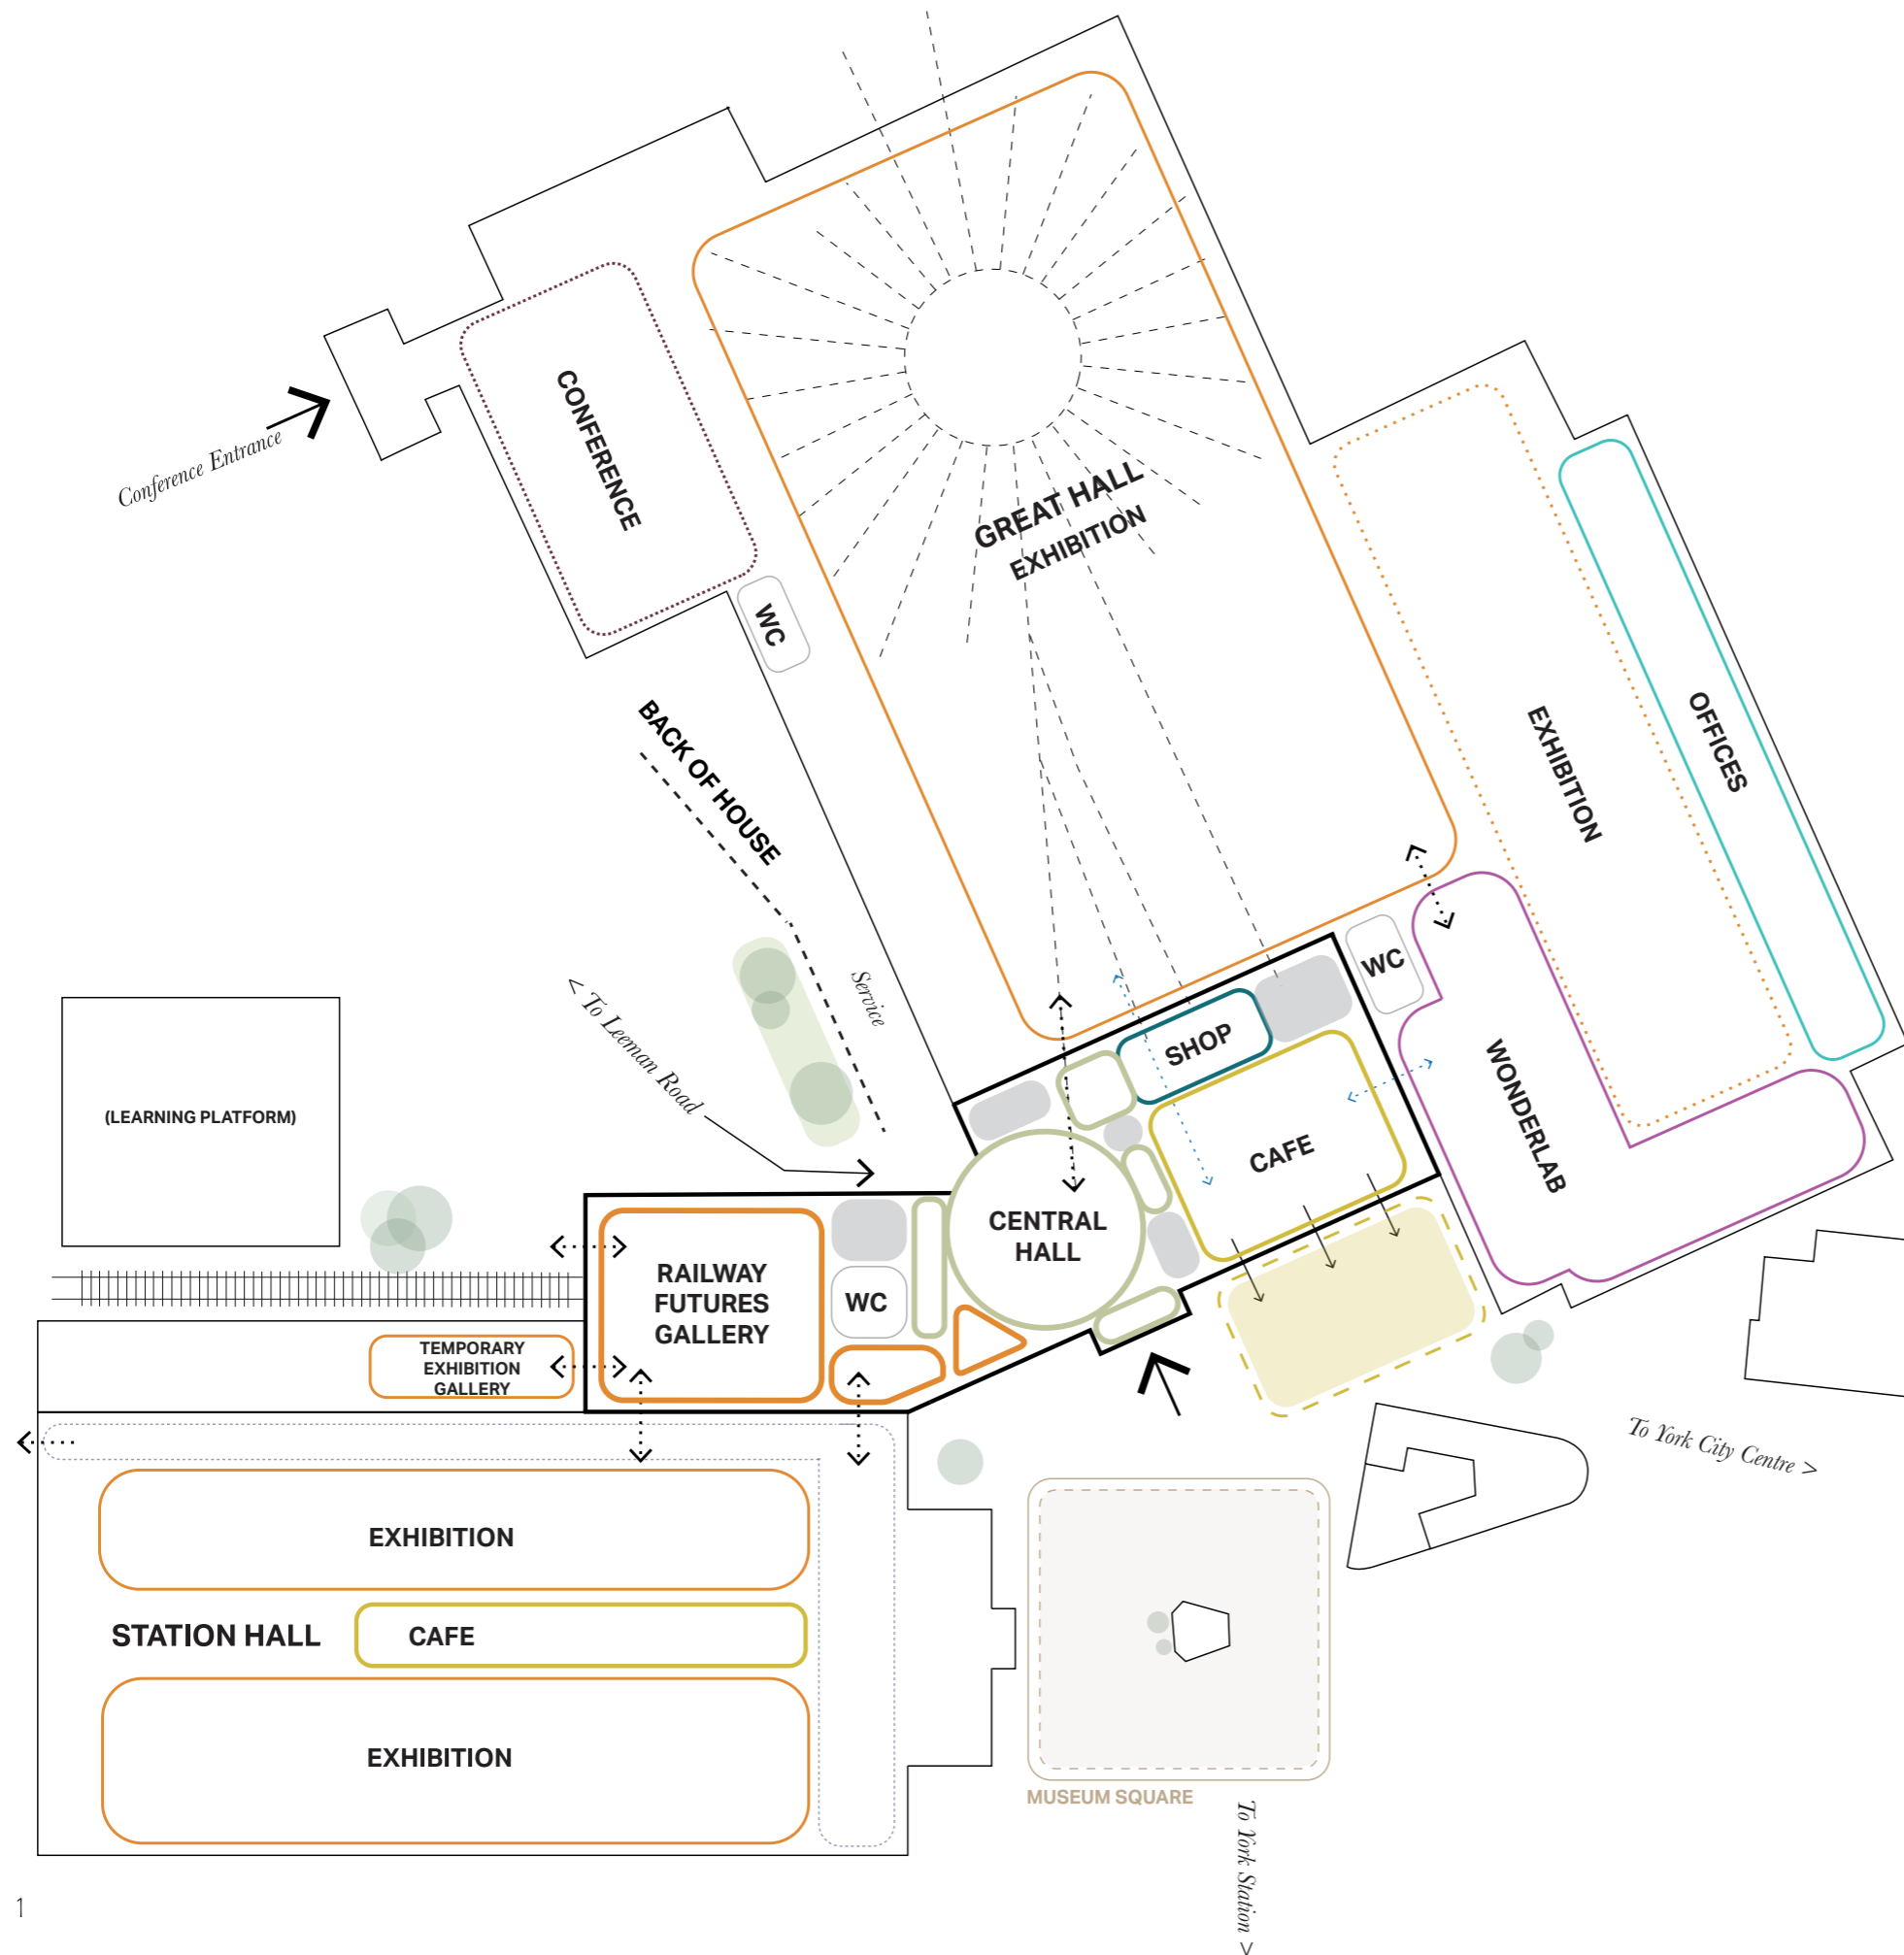 Conference Entrance
CONFERENCE
GREAT HALL
EXHIBITION
WC
BACK OF HOUSE
EXHIBITION
OFFICES
< To Leeman Road
Service
WC
SHOP
CAFE
WONDERLAB
(LEARNING PLATFORM)
CENTRAL
HALL
RAILWAY
FUTURES
GALLERY
WC
TEMPORARY
EXHIBITION
GALLERY
To York City Centre >
EXHIBITION
STATION HALL
CAFE
EXHIBITION
MUSEUM SQUARE
To York Station >
1